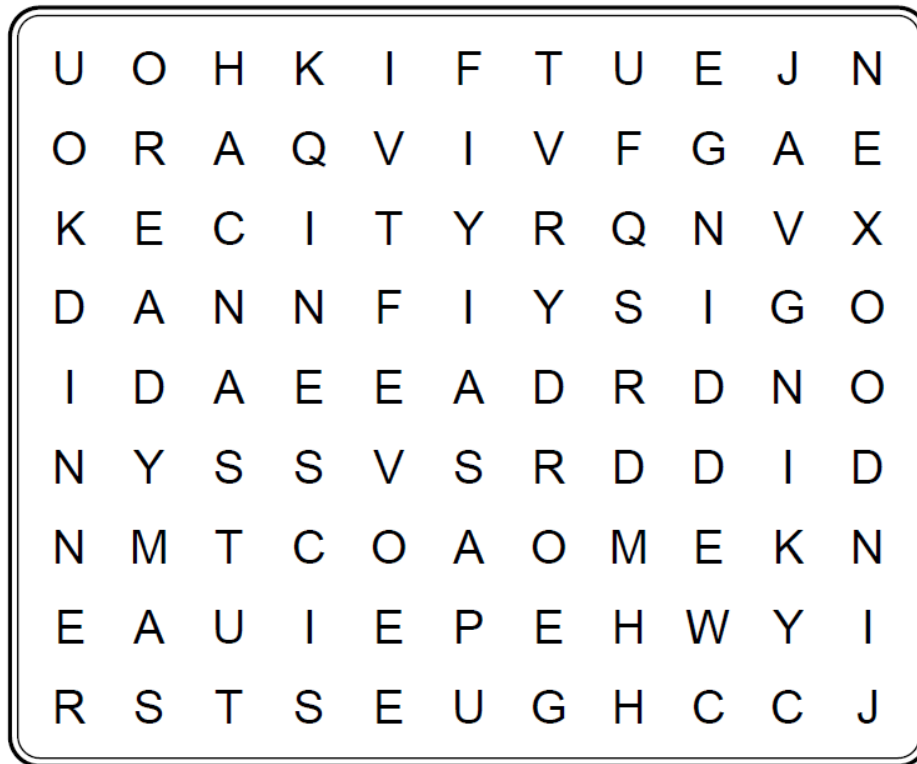 U O H K I F T U E J N
O R A Q V I V F G A E
K E C I T Y R Q N V X
D A N N F I Y S I G O
I D A E E A D R D N O
N Y S S V S R D D I D
N M T C O A O M E K N
E A U I E P E H W Y I
R S T S E U G H C C J